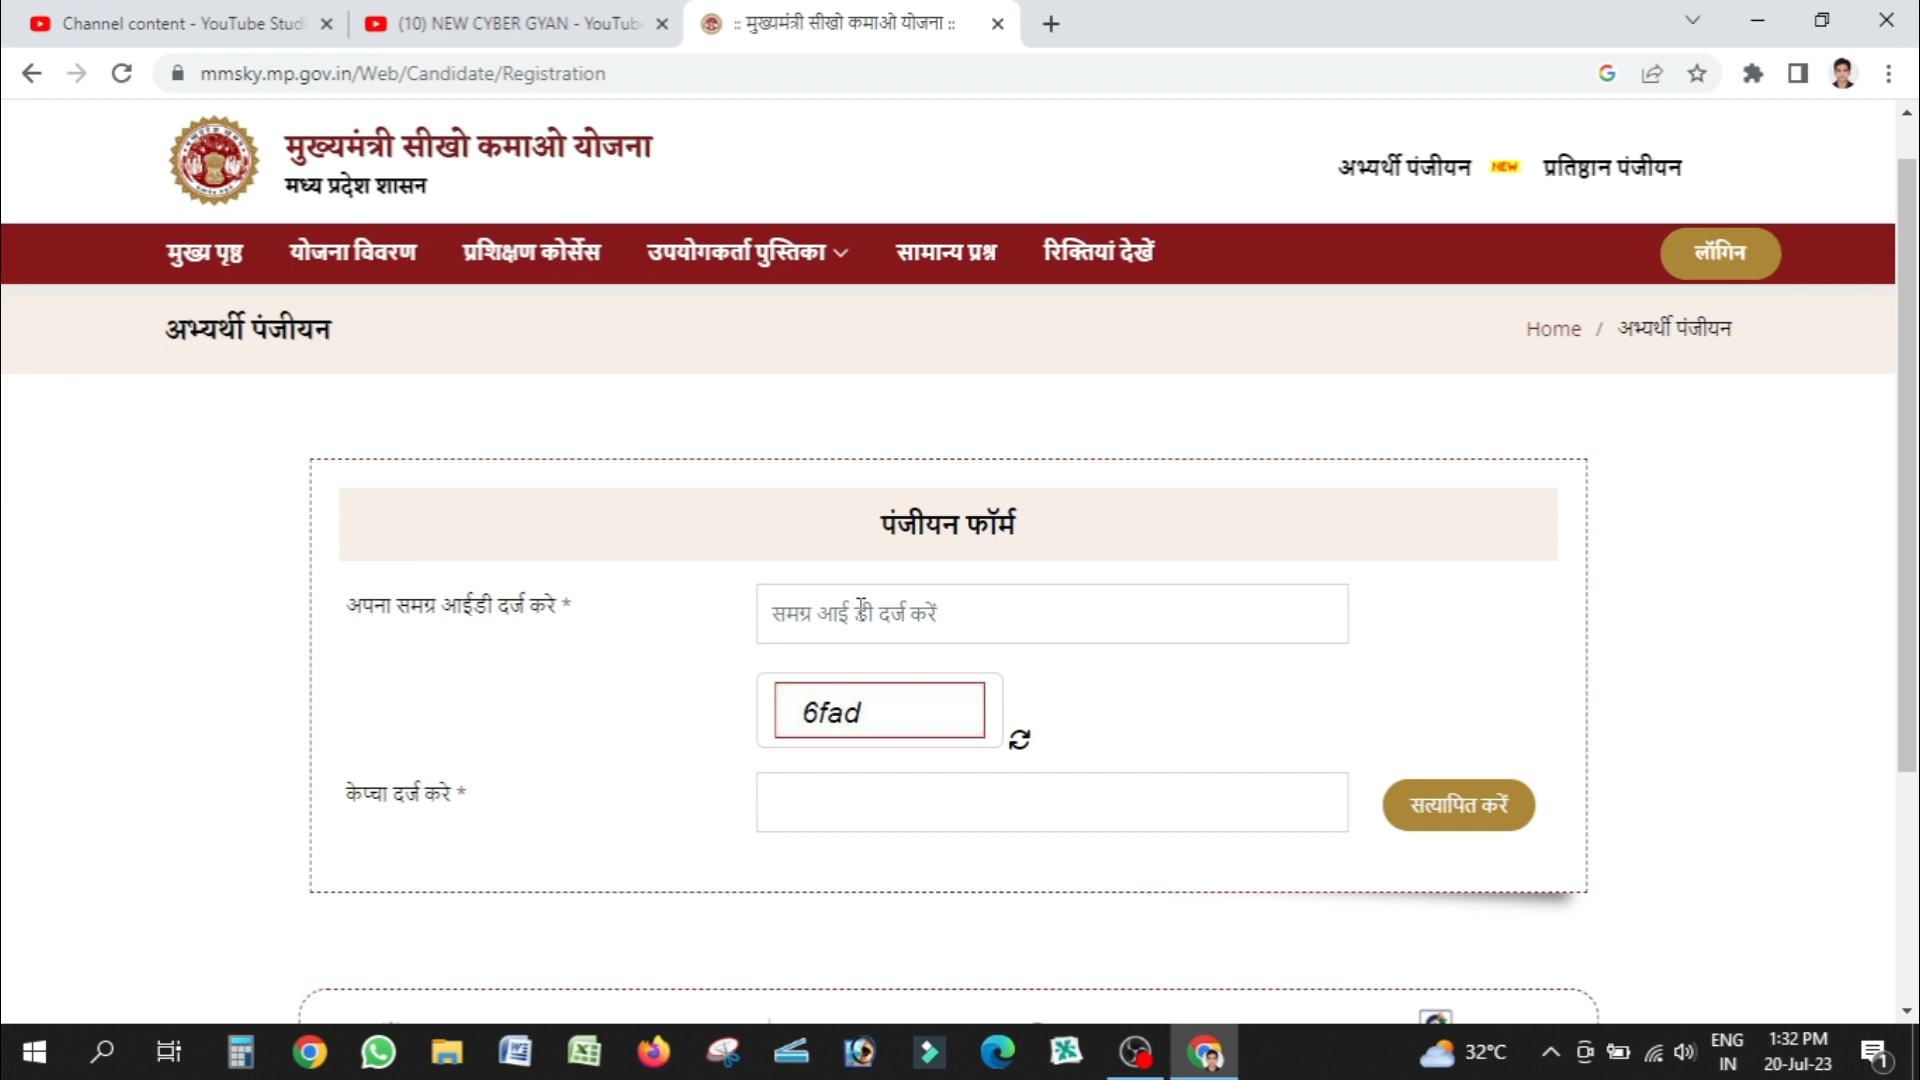 Channel content - YouTube Studi
(10) NEW CYBER GYAN - YouTube
:: मुख्यमंत्री सीखो कमाओ योजना ::
mmsky.mp.gov.in/Web/Candidate/Registration
मुख्यमंत्री सीखो कमाओ योजना
मध्य प्रदेश शासन
अभ्यर्थी पंजीयन NEW प्रतिष्ठान पंजीयन
मुख्य पृष्ठ योजना विवरण प्रशिक्षण कोर्सेस उपयोगकर्ता पुस्तिका सामान्य प्रश्न रिक्तियां देखें लॉगिन
अभ्यर्थी पंजीयन
Home / अभ्यर्थी पंजीयन
पंजीयन फॉर्म
अपना समग्र आईडी दर्ज करे *
समग्र आई डी दर्ज करें
6fad
केप्चा दर्ज करे *
सत्यापित करें
32°C
ENG
IN
1:32 PM
20-Jul-23
1